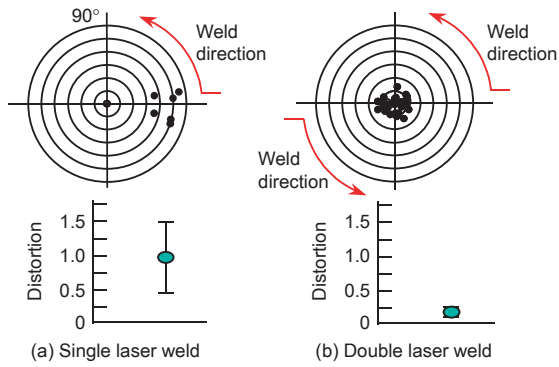 90°
Weld
direction
Distortion
1.5
1.0
0.5
0
(a) Single laser weld
Weld
direction
Weld
direction
Distortion
1.5
1.0
0.5
0
(b) Double laser weld